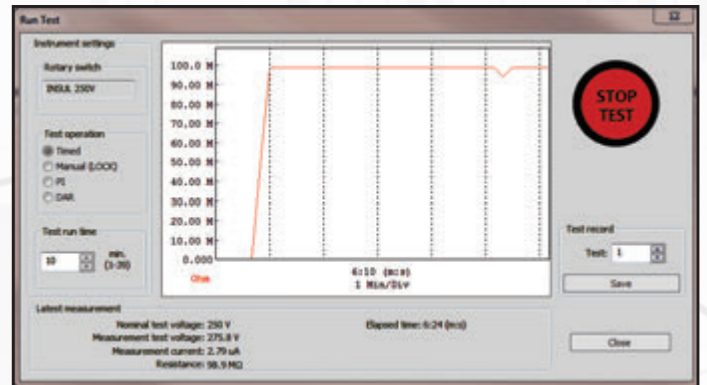 Run Test
Instrument settings
Rotary switch
INSUL 250V
Test operation
Timed
Manual (LOCK)
PI
DAR
Test run time
10 min.
(1-30)
100.0 M
90.00 M
80.00 M
70.00 M
60.00 M
50.00 M
40.00 M
30.00 M
20.00 M
10.00 M
0.000
Ohm
6:10 (m:s)
1 Min/Div
STOP
TEST
Test record
Test: 1
Save
Latest measurement
Nominal test voltage: 250 V
Measurement test voltage: 275.8 V
Measurement current: 2.79 uA
Resistance: 98.9 MΩ
Elapsed time: 6:24 (m:s)
Close